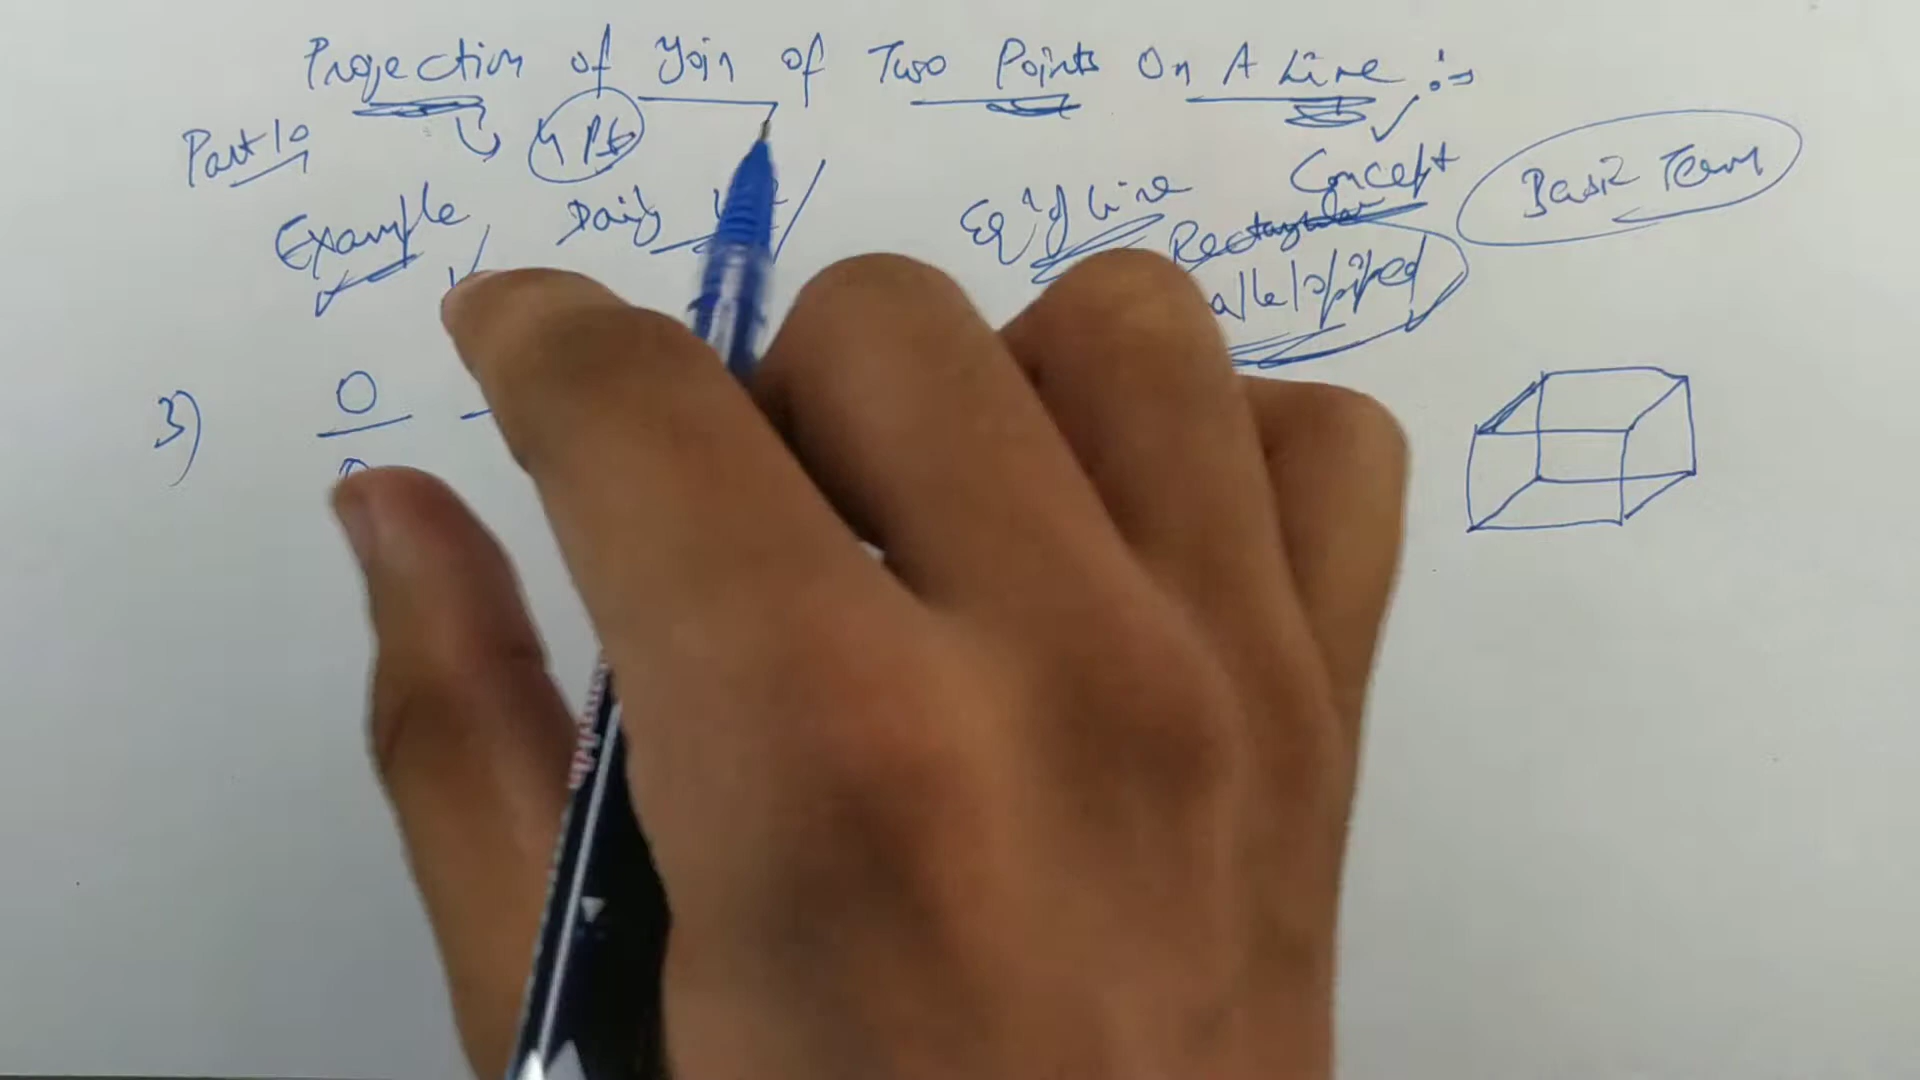 Projection of Join of Two Points On A Line :-
Part 10
4 Pts
Example
Daily
Eqn of Line
Concept
Rectangular
Basic Term
3) 0